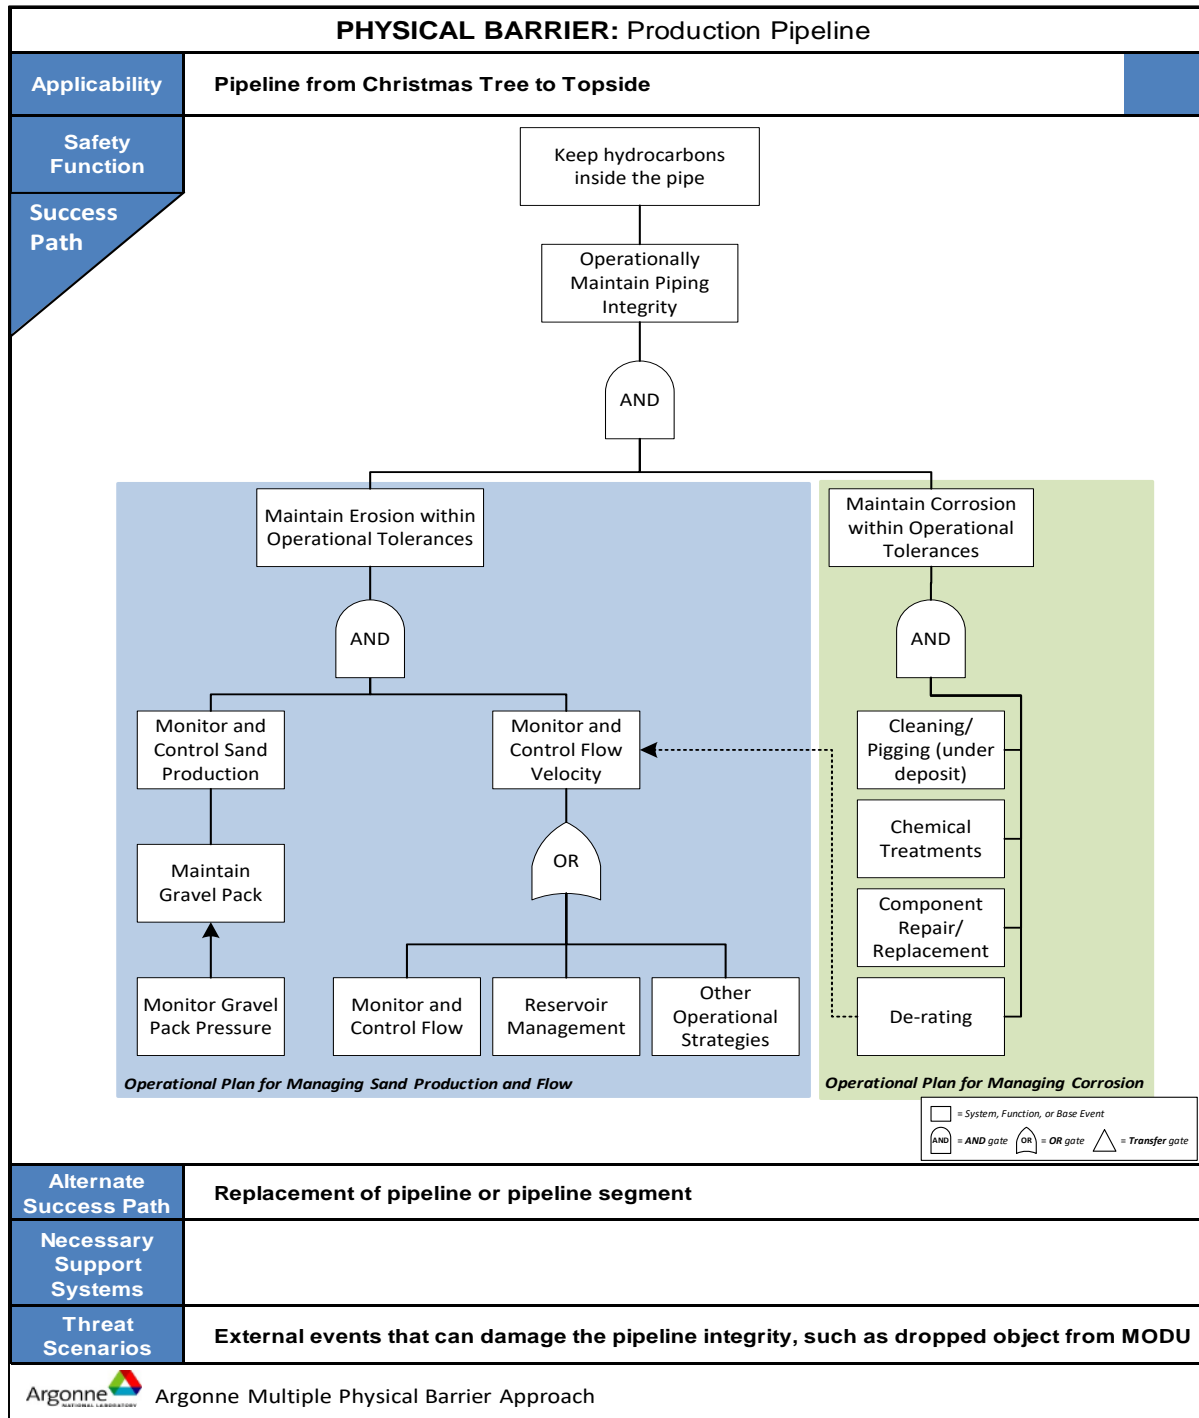 PHYSICAL BARRIER: Production Pipeline
Applicability
Pipeline from Christmas Tree to Topside
Safety
Function
Success
Path
Keep hydrocarbons
inside the pipe
Operationally
Maintain Piping
Integrity
AND
Maintain Erosion within
Operational Tolerances
Maintain Corrosion
within Operational
Tolerances
AND
AND
Monitor and
Control Sand
Production
Monitor and
Control Flow
Velocity
Cleaning/
Pigging (under
deposit)
Chemical
Treatments
Maintain
Gravel Pack
OR
Component
Repair/
Replacement
Monitor Gravel
Pack Pressure
Monitor and
Control Flow
Reservoir
Management
Other
Operational
Strategies
De-rating
Operational Plan for Managing Sand Production and Flow
Operational Plan for Managing Corrosion
= System, Function, or Base Event
AND = AND gate OR = OR gate = Transfer gate
Alternate
Success Path
Replacement of pipeline or pipeline segment
Necessary
Support
Systems
Threat
Scenarios
External events that can damage the pipeline integrity, such as dropped object from MODU
Argonne
NATIONAL LABORATORY
Argonne Multiple Physical Barrier Approach